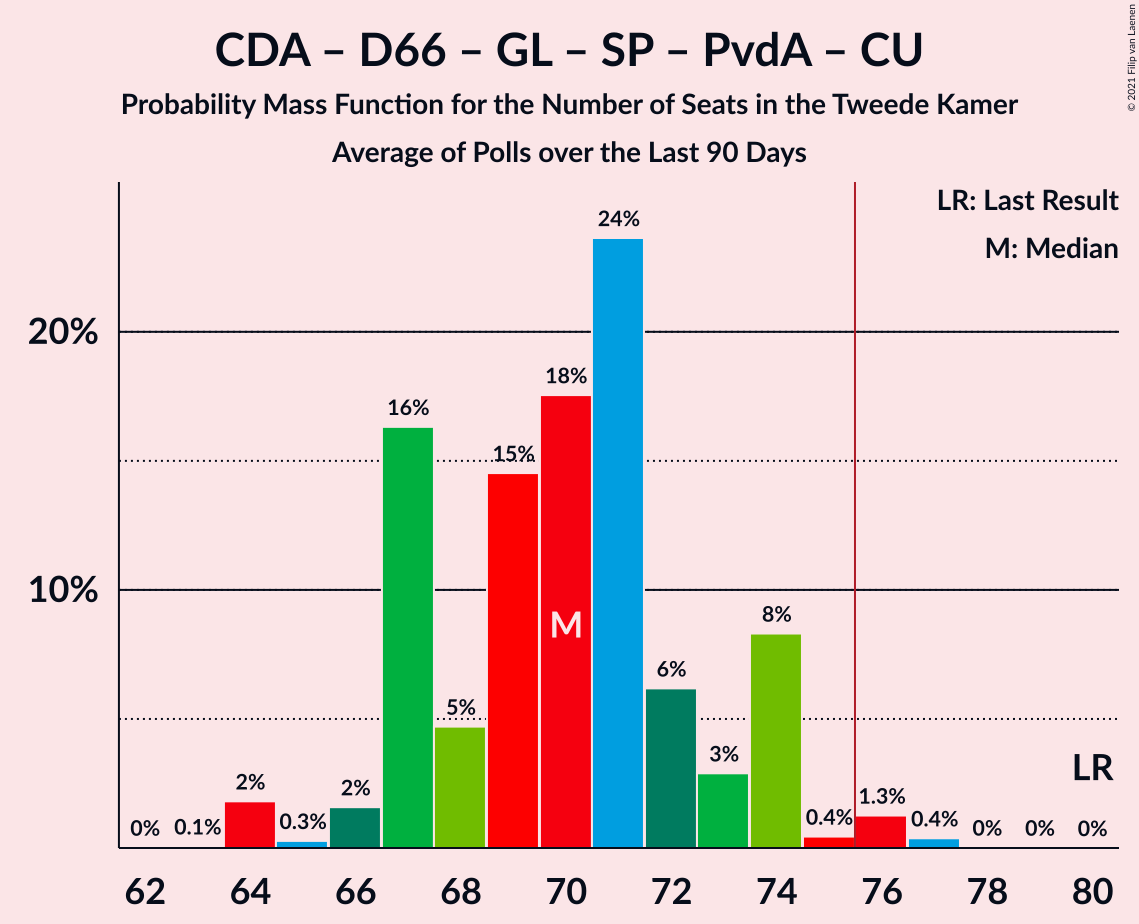 CDA – D66 – GL – SP – PvdA – CU
Probability Mass Function for the Number of Seats in the Tweede Kamer
Average of Polls over the Last 90 Days
© 2021 Filip van Laenen
LR: Last Result
M: Median
20%
10%
0%
0.1%
2%
0.3%
2%
16%
5%
15%
18%
M
24%
6%
3%
8%
0.4%
1.3%
0.4%
0%
0%
0%
LR
62 64 66 68 70 72 74 76 78 80